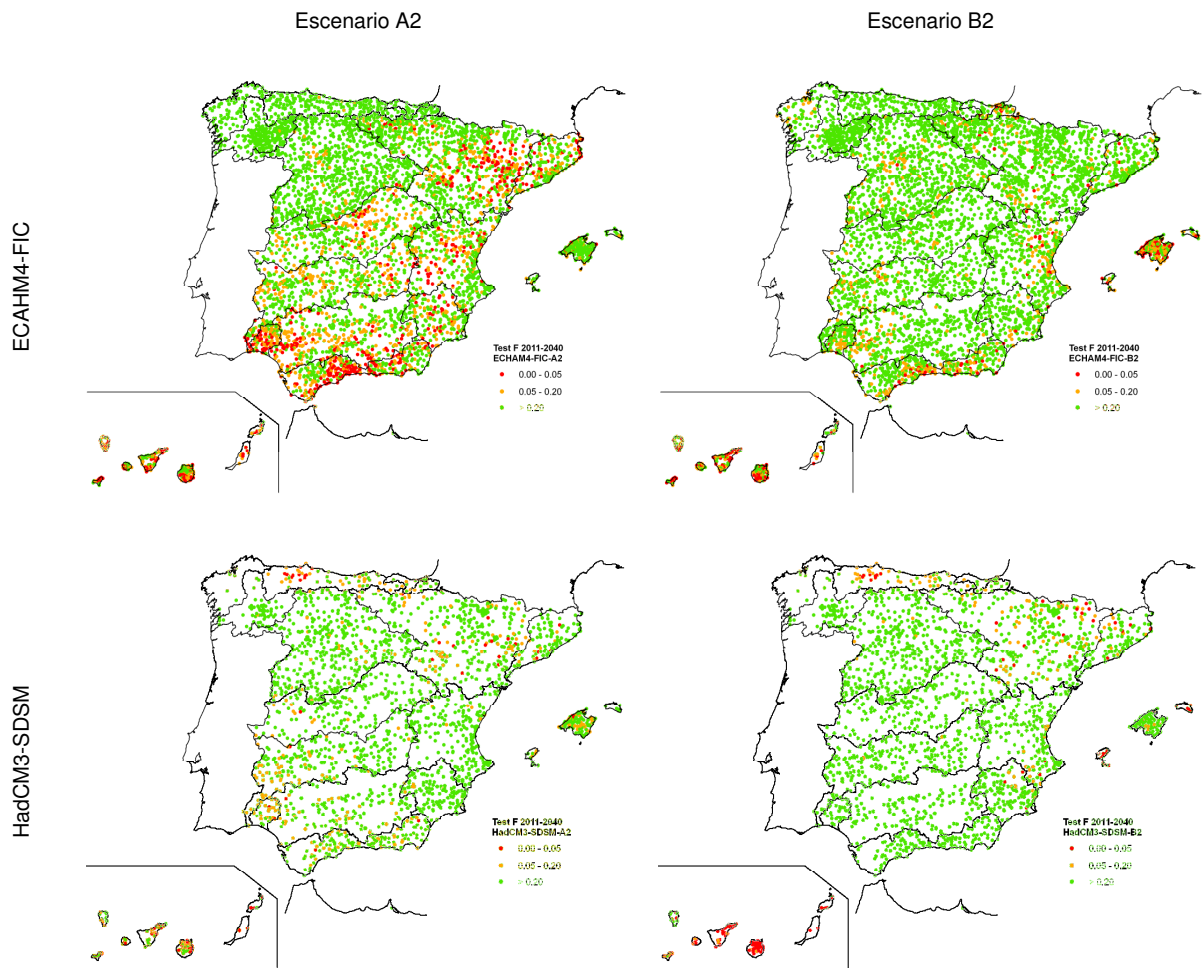 Escenario A2
Escenario B2
ECAHM4-FIC
Test F 2011-2040
ECHAM4-FIC-A2
0.00 - 0.05
0.05 - 0.20
> 0.20
Test F 2011-2040
ECHAM4-FIC-B2
0.00 - 0.05
0.05 - 0.20
> 0.20
HadCM3-SDSM
Test F 2011-2040
HadCM3-SDSM-A2
0.00 - 0.05
0.05 - 0.20
> 0.20
Test F 2011-2040
HadCM3-SDSM-B2
0.00 - 0.05
0.05 - 0.20
> 0.20